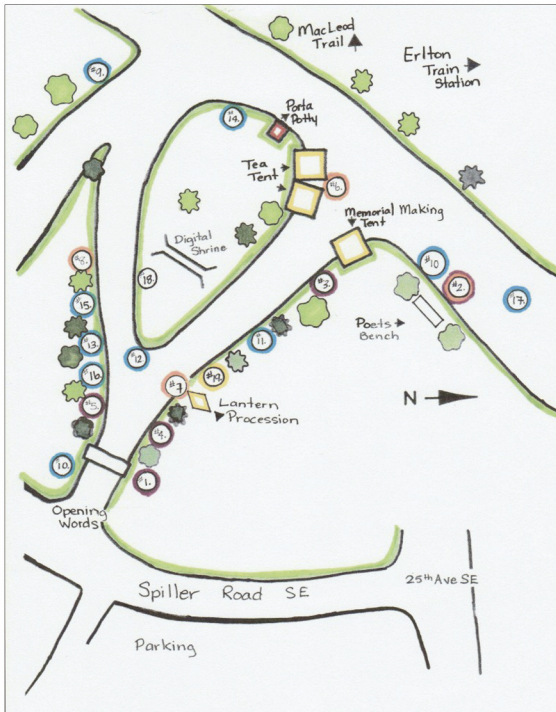 MacLeod
Trail
Erlton
Train
Station
#9.
#14.
Porta
Potty
Tea
Tent
#6.
Memorial Making
Tent
Digital
Shrine
#8.
#10
#2.
#17.
#3.
18.
#15.
Poets
Bench
#13.
#11.
#12
#16.
#7
#19.
N
#5.
Lantern
Procession
#4.
#10.
#1.
Opening
Words
25th Ave SE
Spiller Road SE
Parking